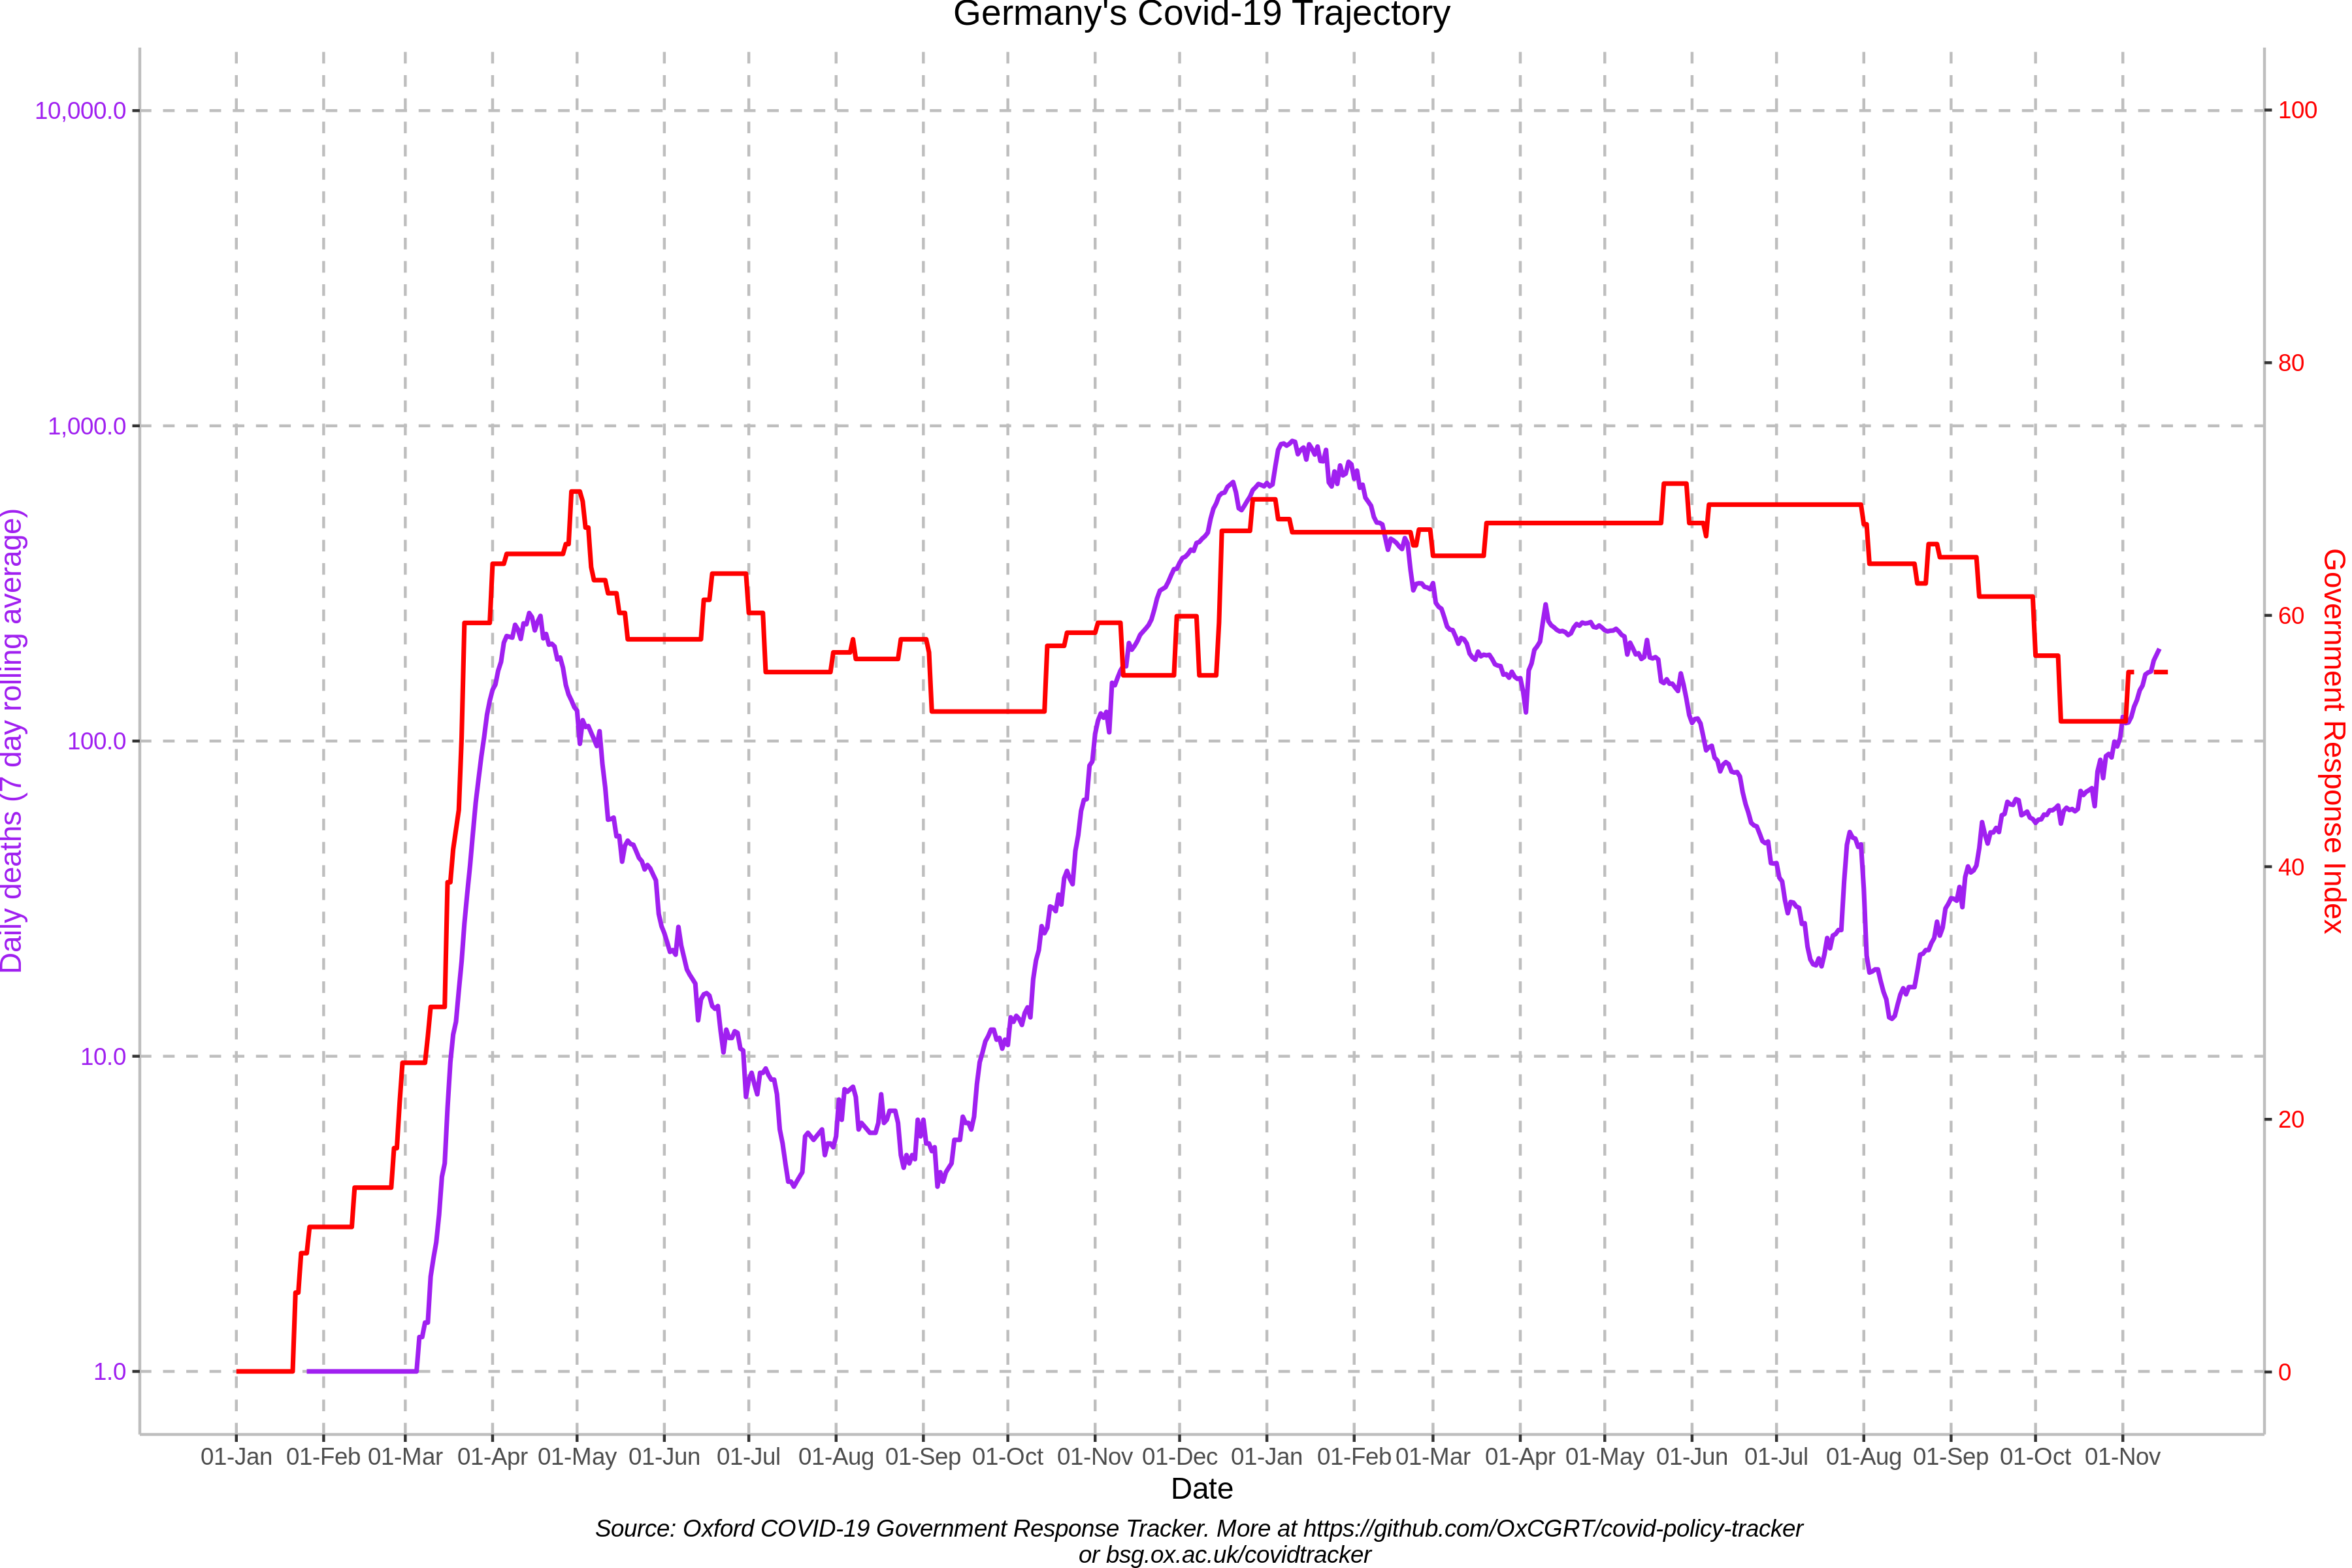 Germany's Covid-19 Trajectory
10,000.0
1,000.0
100.0
10.0
1.0
Daily deaths (7 day rolling average)
100
80
60
40
20
0
Government Response Index
01-Jan 01-Feb 01-Mar 01-Apr 01-May 01-Jun 01-Jul 01-Aug 01-Sep 01-Oct 01-Nov 01-Dec 01-Jan 01-Feb 01-Mar 01-Apr 01-May 01-Jun 01-Jul 01-Aug 01-Sep 01-Oct 01-Nov
Date
Source: Oxford COVID-19 Government Response Tracker. More at https://github.com/OxCGRT/covid-policy-tracker
or bsg.ox.ac.uk/covidtracker